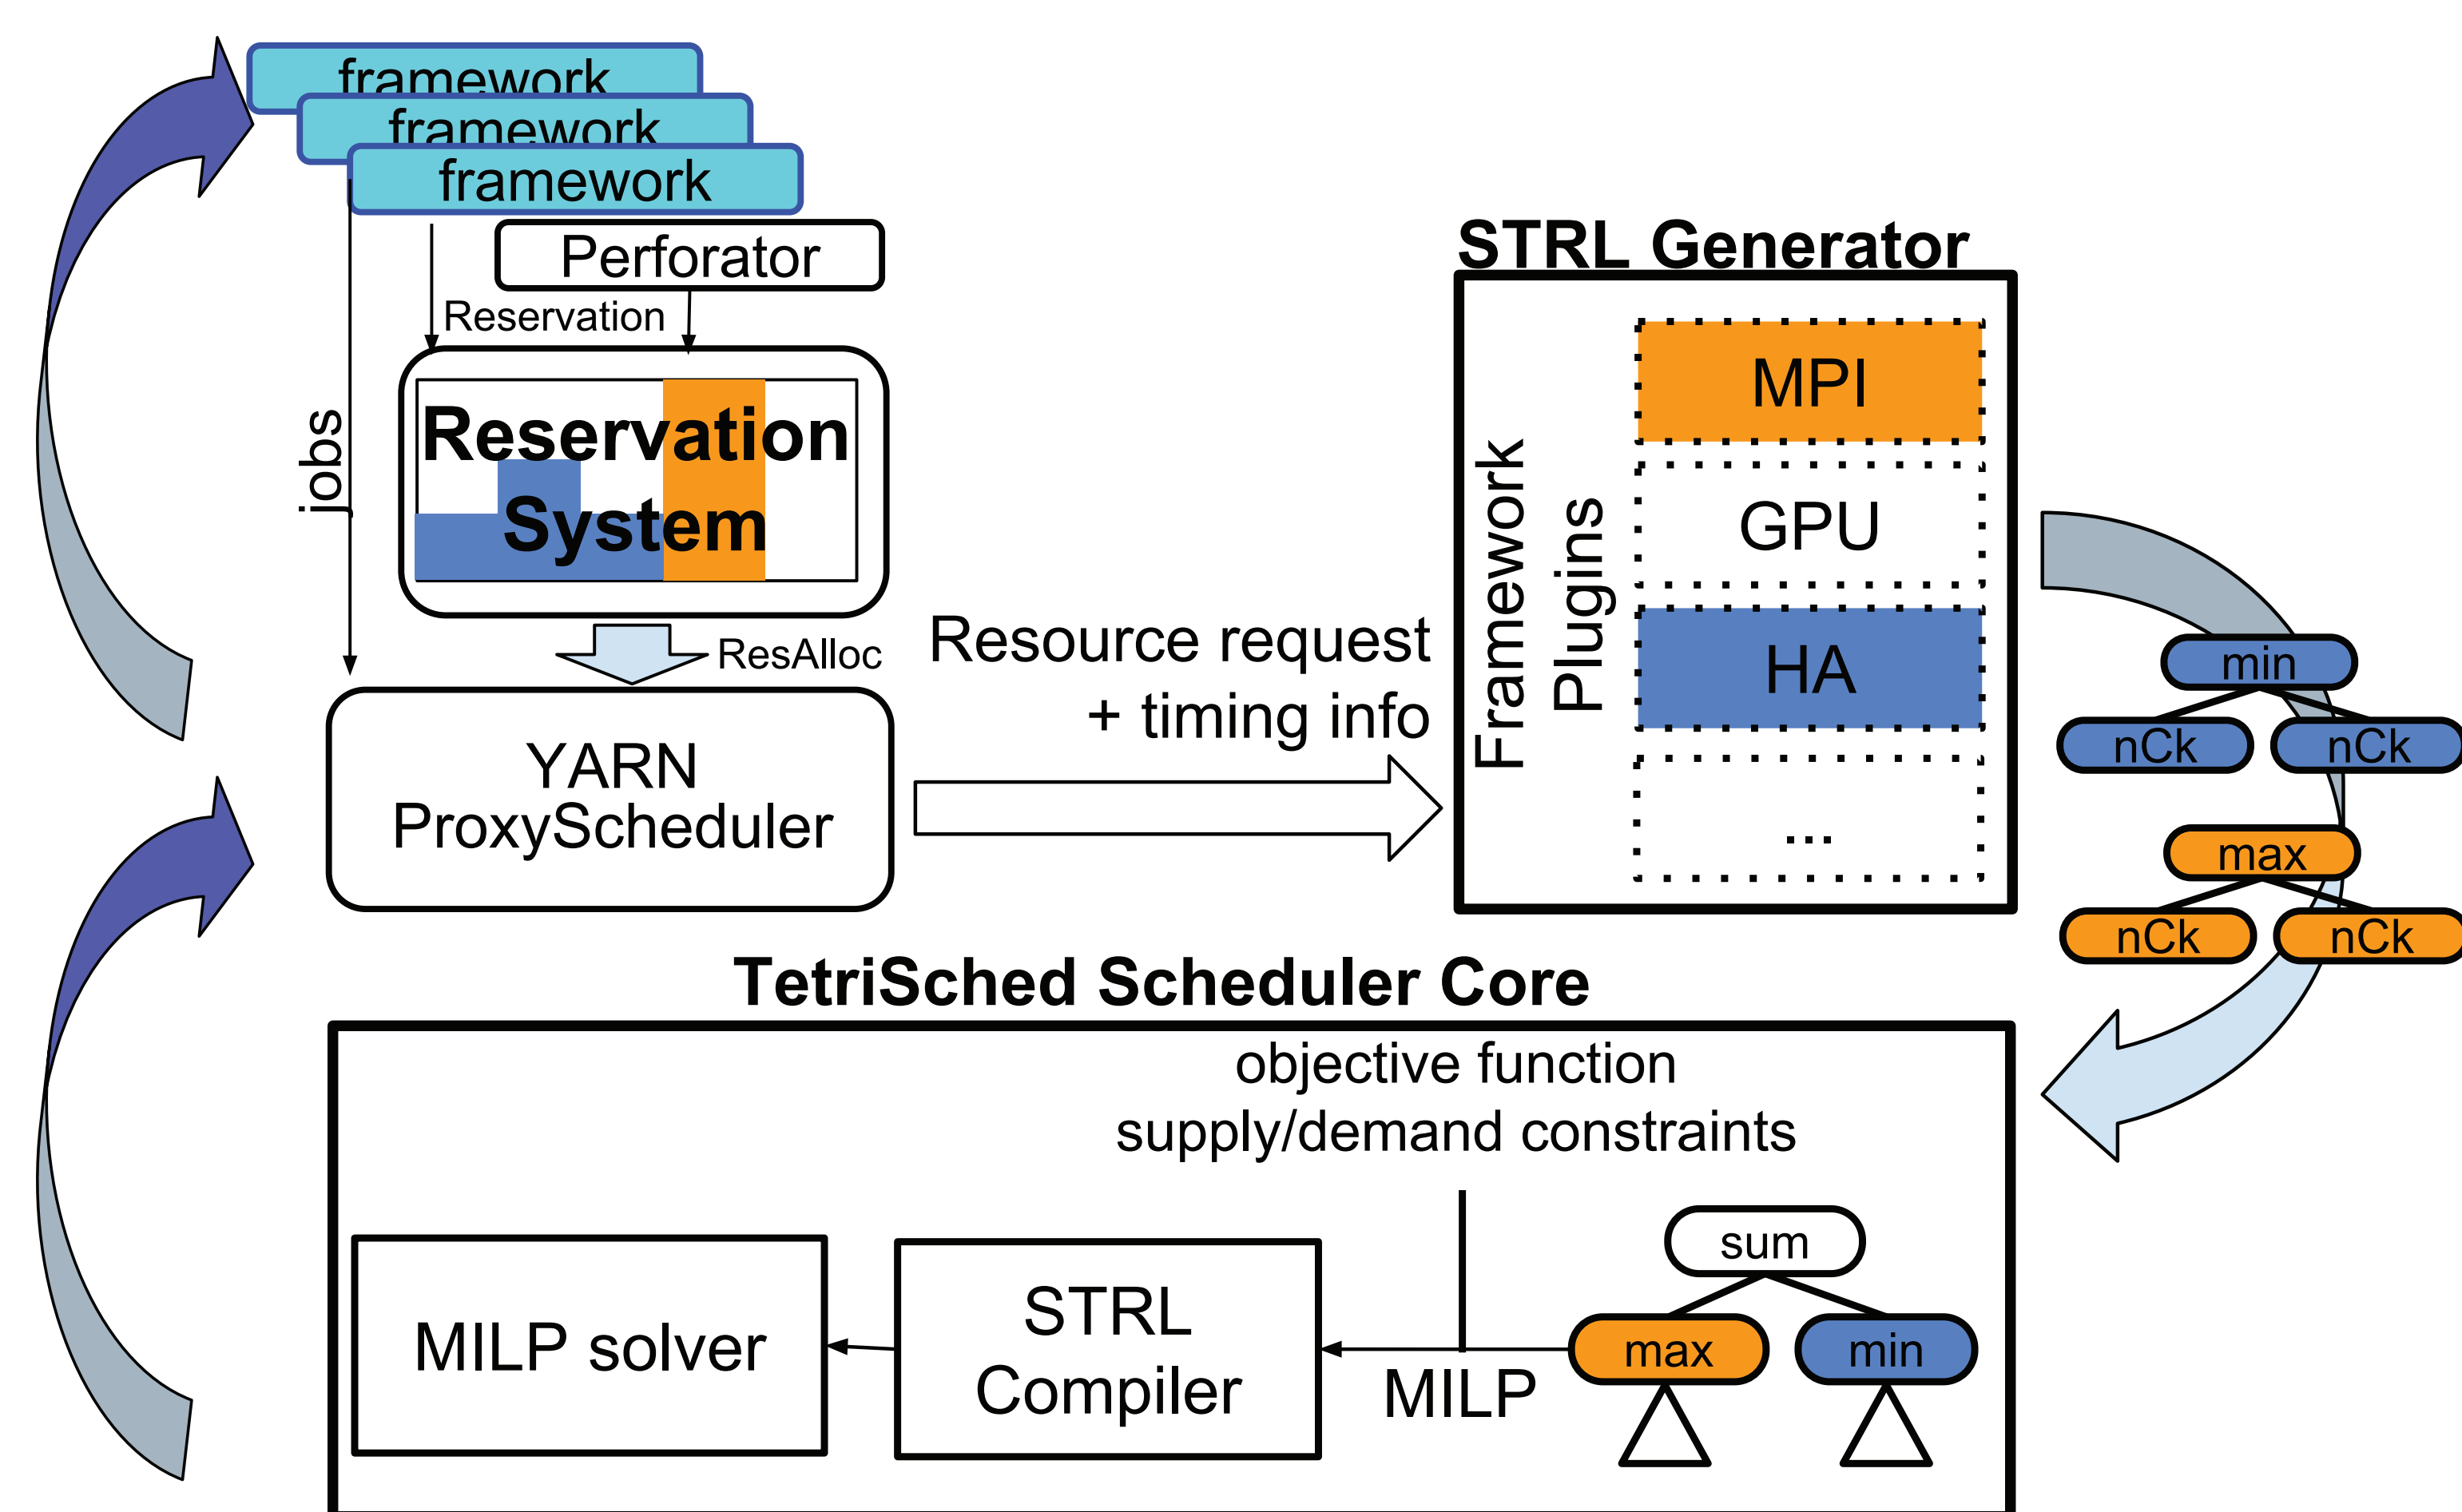 framework
framework
framework
Perforator
Reservation
jobs
Reservation
System
ResAlloc
YARN
ProxyScheduler
Resource request
+ timing info
STRL Generator
Framework
Plugins
MPI
GPU
HA
...
min
nCk nCk
max
nCk nCk
TetriSched Scheduler Core
objective function
supply/demand constraints
sum
max min
MILP
STRL
Compiler
MILP solver